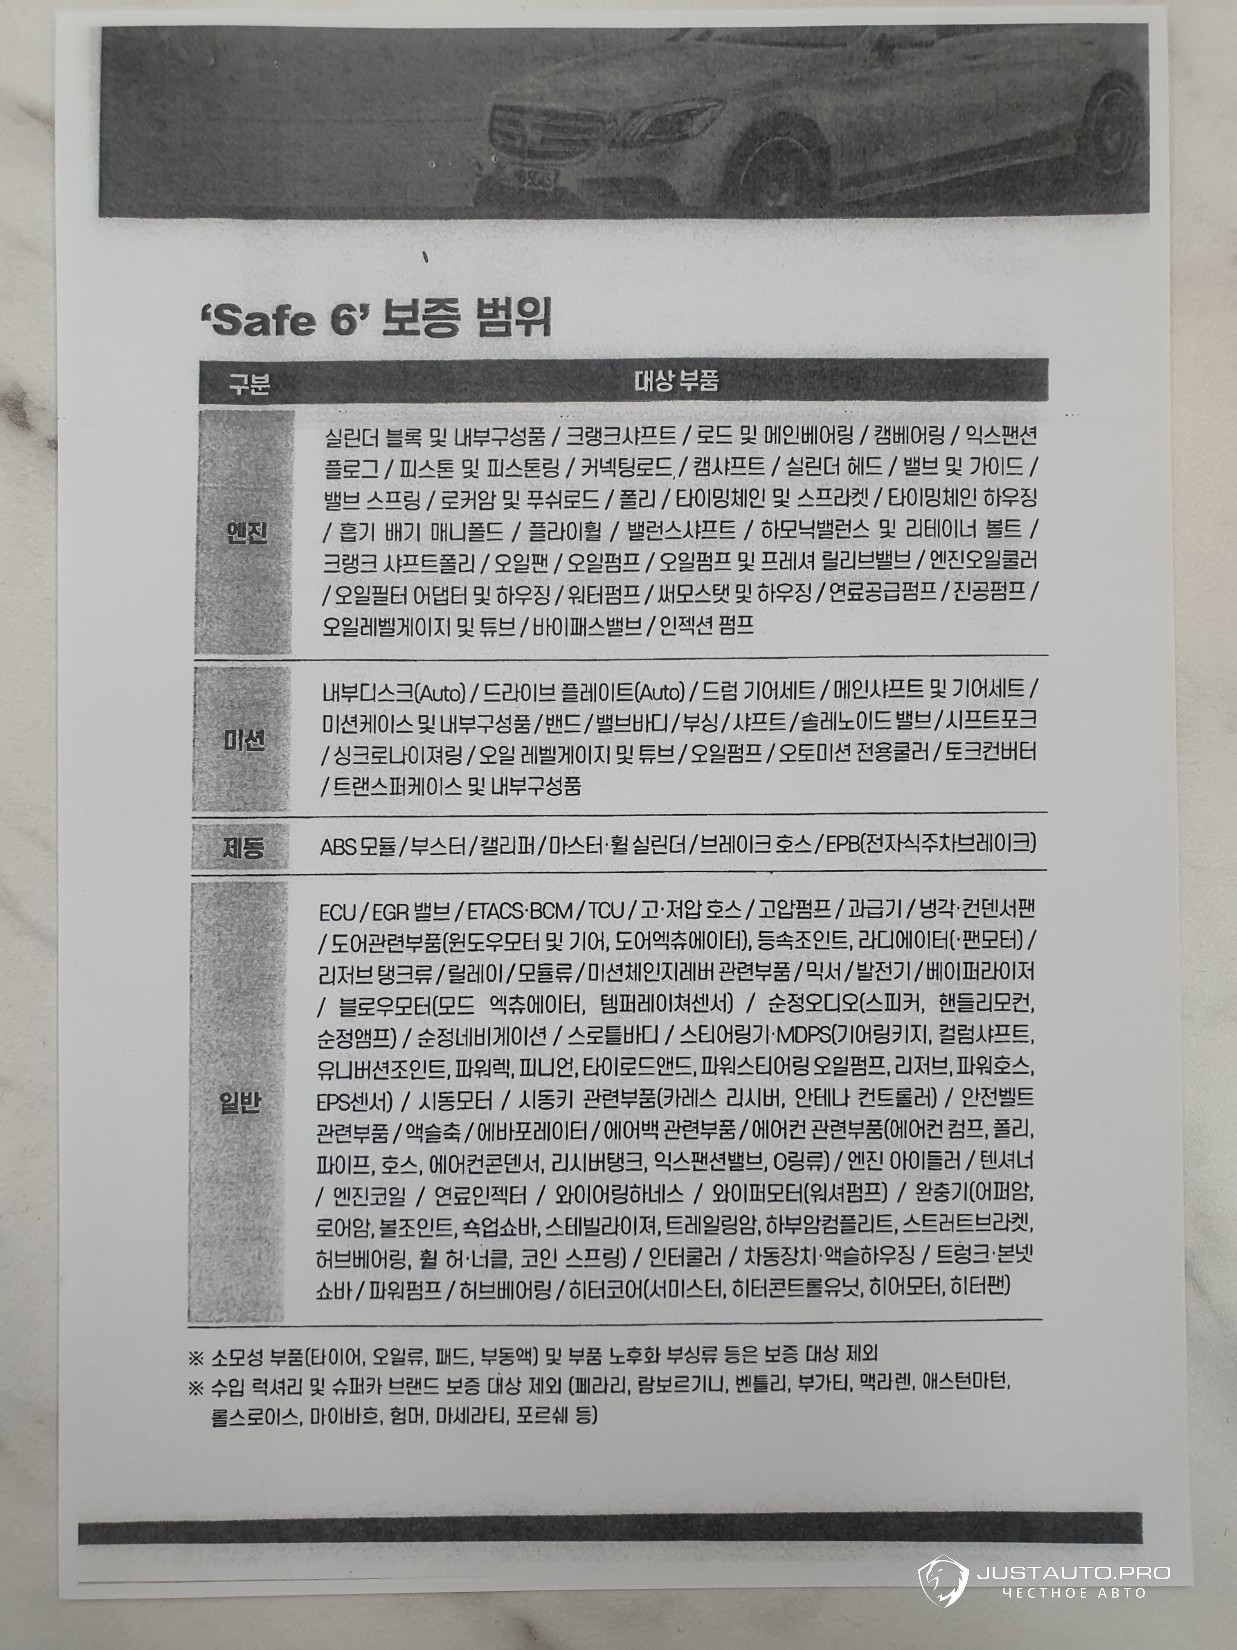 ‘Safe 6’ 보증 범위
구분 대상 부품
엔진
실린더 블록 및 내부구성품 / 크랭크샤프트 / 로드 및 메인베어링 / 캠베어링 / 익스팬션
플로그 / 피스톤 및 피스톤링 / 커넥팅로드 / 캠샤프트 / 실린더 헤드 / 밸브 및 가이드 /
밸브 스프링 / 로커암 및 푸쉬로드 / 폴리 / 타이밍체인 및 스프라켓 / 타이밍체인 하우징
/ 흡기 배기 매니폴드 / 플라이휠 / 밸런스샤프트 / 하모닉밸런스 및 리테이너 볼트 /
크랭크 샤프트폴리 / 오일팬 / 오일펌프 / 오일펌프 및 프레셔 릴리브밸브 / 엔진오일쿨러
/ 오일필터 어댑터 및 하우징 / 워터펌프 / 써모스탯 및 하우징 / 연료공급펌프 / 진공펌프 /
오일레벨게이지 및 튜브 / 바이패스밸브 / 인젝션 펌프
미션
내부디스크(Auto) / 드라이브 플레이트(Auto) / 드럼 기어세트 / 메인샤프트 및 기어세트 /
미션케이스 및 내부구성품 / 밴드 / 밸브바디 / 부싱 / 샤프트 / 솔레노이드 밸브 / 시프트포크
/ 싱크로나이져링 / 오일 레벨게이지 및 튜브 / 오일펌프 / 오토미션 전용쿨러 / 토크컨버터
/ 트랜스퍼케이스 및 내부구성품
제동
ABS 모듈 / 부스터 / 캘리퍼 / 마스터·휠 실린더 / 브레이크 호스 / EPB(전자식주차브레이크)
일반
ECU / EGR 밸브 / ETACS·BCM / TCU / 고·저압 호스 / 고압펌프 / 과급기 / 냉각·컨덴서팬
/ 도어관련부품(윈도우모터 및 기어, 도어엑츄에이터), 등속조인트, 라디에이터(·팬모터) /
리저브 탱크류 / 릴레이 / 모듈류 / 미션체인지레버 관련부품 / 믹서 / 발전기 / 베이퍼라이저
/ 블로우모터(모드 엑츄에이터, 템퍼레이쳐센서) / 순정오디오(스피커, 핸들리모컨,
순정앰프) / 순정네비게이션 / 스로틀바디 / 스티어링기·MDPS(기어링키지, 컬럼샤프트,
유니버션조인트, 파워렉, 피니언, 타이로드앤드, 파워스티어링 오일펌프, 리져브, 파워호스,
EPS센서) / 시동모터 / 시동키 관련부품(카레스 리시버, 안테나 컨트롤러) / 안전벨트
관련부품 / 액슬축 / 에바포레이터 / 에어백 관련부품 / 에어컨 관련부품(에어컨 컴프, 폴리,
파이프, 호스, 에어컨콘덴서, 리시버탱크, 익스팬션밸브, O링류) / 엔진 아이들러 / 텐셔너
/ 엔진코일 / 연료인젝터 / 와이어링하네스 / 와이퍼모터(워셔펌프) / 완충기(어퍼암,
로어암, 볼조인트, 쇽업쇼바, 스테빌라이져, 트레일링암, 하부암컴플리트, 스트러트브라켓,
허브베어링, 휠 허·너클, 코인 스프링) / 인터쿨러 / 차동장치·액슬하우징 / 트렁크·본넷
쇼바 / 파워펌프 / 허브베어링 / 히터코어(서미스터, 히터콘트롤유닛, 히어모터, 히터팬)
※ 소모성 부품(타이어, 오일류, 패드, 부동액) 및 부품 노후화 부싱류 등은 보증 대상 제외
※ 수입 럭셔리 및 슈퍼카 브랜드 보증 대상 제외 (페라리, 람보르기니, 벤틀리, 부가티, 맥라렌, 애스턴마턴,
롤스로이스, 마이바흐, 험머, 마세라티, 포르쉐 등)
JUSTAUTO.PRO
ЧЕСТНОЕ АВТО